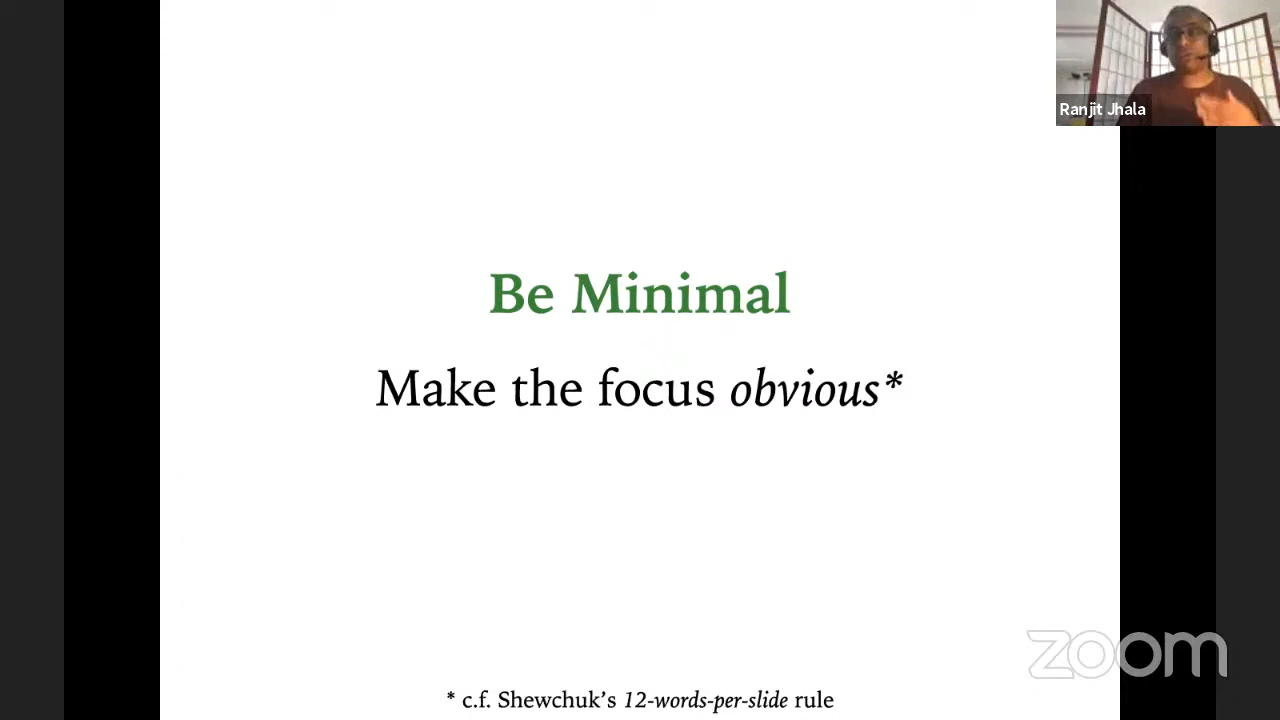 Ranjit Jhala
Be Minimal
Make the focus obvious*
zoom
* c.f. Shewchuk's 12-words-per-slide rule